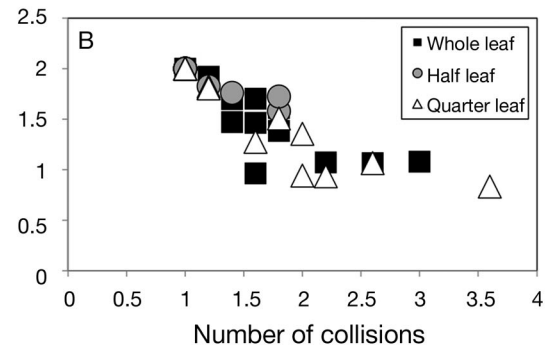 2.5
B
Whole leaf
Half leaf
Quarter leaf
2
1.5
1
0.5
0
0 0.5 1 1.5 2 2.5 3 3.5 4
Number of collisions